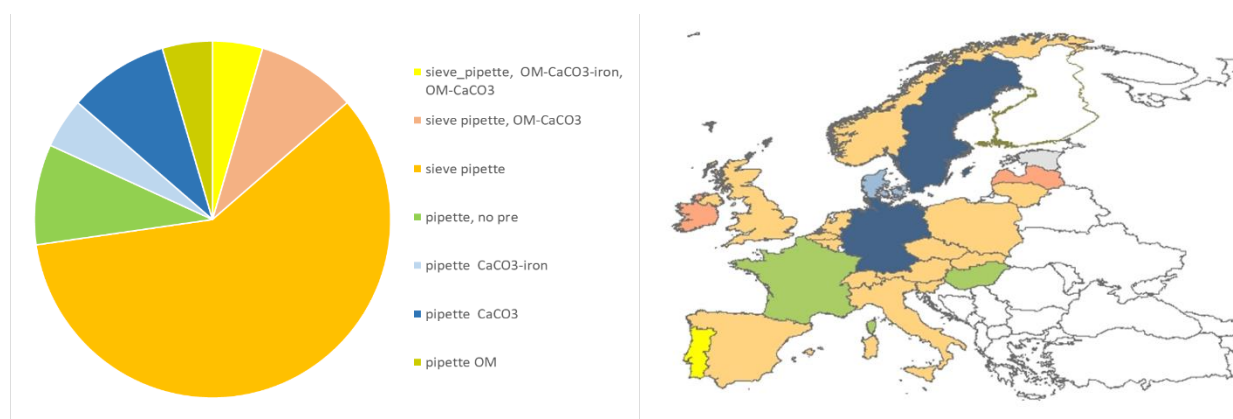 sieve_pipette, OM-CaCO3-iron,
OM-CaCO3
sieve pipette, OM-CaCO3
sieve pipette
pipette, no pre
pipette CaCO3-iron
pipette CaCO3
pipette OM